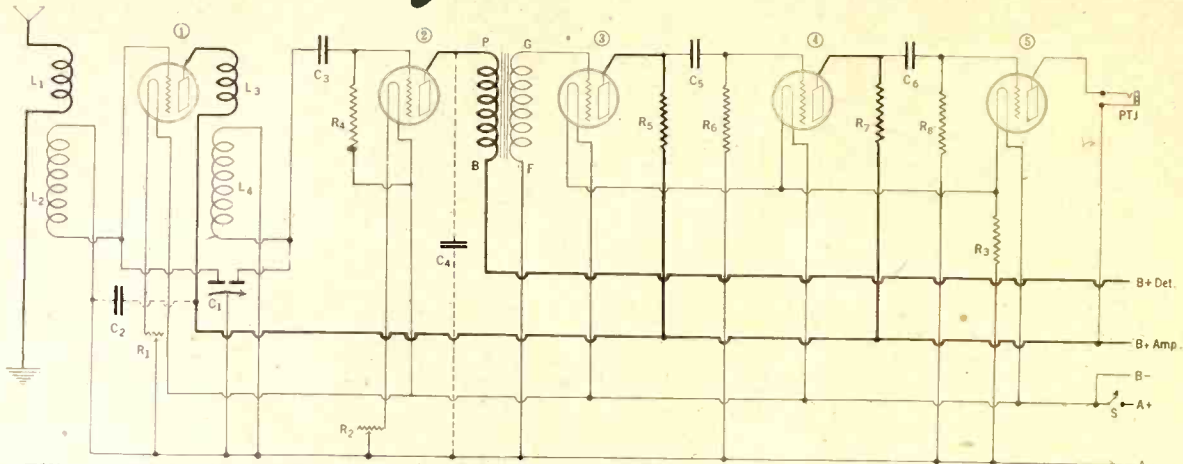 ① ② ③ ④ ⑤
L1 L3 C3 P G C5 C6
R4 R5 R6 R7 R8 PTJ
L2 L4 B F
C4 R3
C2 C1 B+ Det.
R1 B+ Amp.
B-
R2 S A+